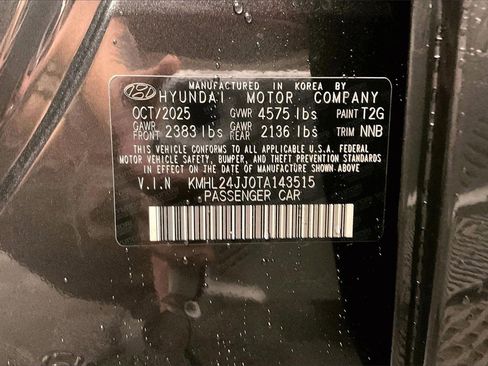 MANUFACTURED IN KOREA BY
HYUNDAI MOTOR COMPANY
OCT/2025 GVWR 4575 lbs PAINT T2G
GAWR FRONT 2383 lbs GAWR REAR 2136 lbs TRIM NNB
THIS VEHICLE CONFORMS TO ALL APPLICABLE U.S.A. FEDERAL
MOTOR VEHICLE SAFETY, BUMPER, AND THEFT PREVENTION STANDARDS
IN EFFECT ON THE DATE OF MANUFACTURE SHOWN ABOVE.
V.I.N KMHL24JJ0TA143515
PASSENGER CAR